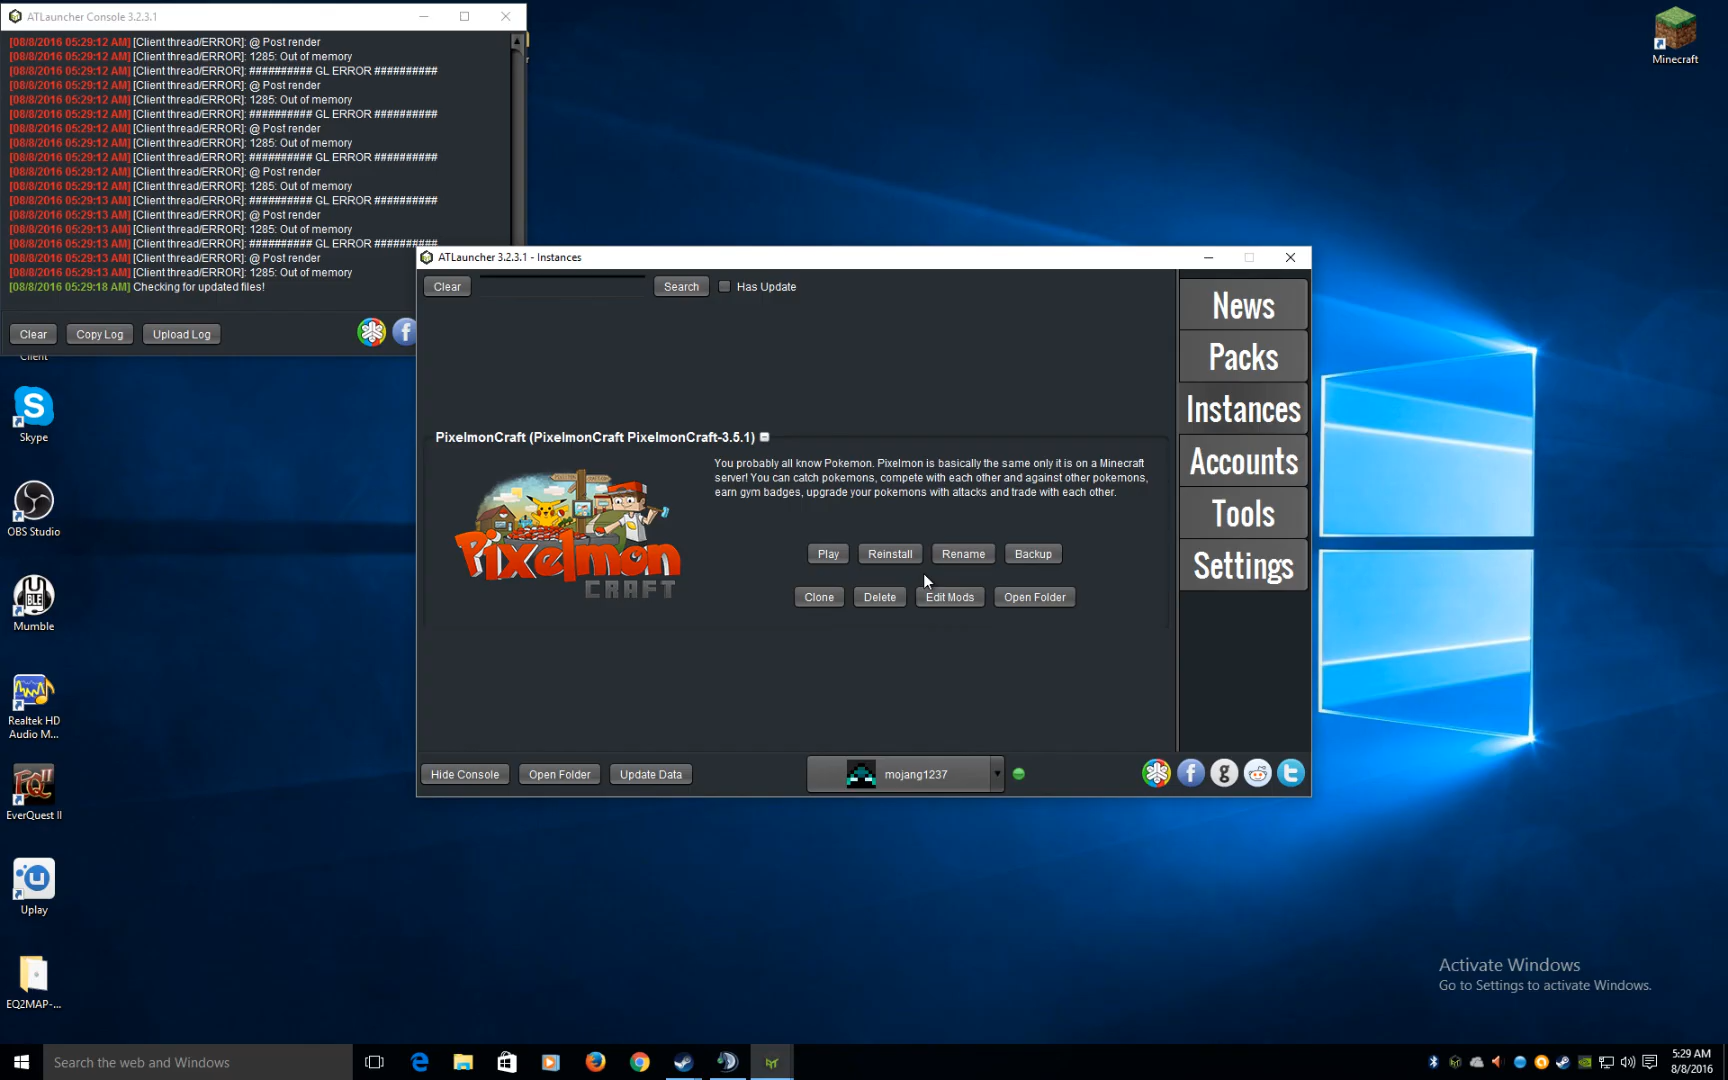 ATLauncher Console 3.2.3.1
[08/8/2016 05:29:12 AM] [Client thread/ERROR]: @ Post render
[08/8/2016 05:29:12 AM] [Client thread/ERROR]: 1285: Out of memory
[08/8/2016 05:29:12 AM] [Client thread/ERROR]: ########## GL ERROR ##########
[08/8/2016 05:29:12 AM] [Client thread/ERROR]: @ Post render
[08/8/2016 05:29:12 AM] [Client thread/ERROR]: 1285: Out of memory
[08/8/2016 05:29:12 AM] [Client thread/ERROR]: ########## GL ERROR ##########
[08/8/2016 05:29:12 AM] [Client thread/ERROR]: @ Post render
[08/8/2016 05:29:12 AM] [Client thread/ERROR]: 1285: Out of memory
[08/8/2016 05:29:12 AM] [Client thread/ERROR]: ########## GL ERROR ##########
[08/8/2016 05:29:12 AM] [Client thread/ERROR]: @ Post render
[08/8/2016 05:29:12 AM] [Client thread/ERROR]: 1285: Out of memory
[08/8/2016 05:29:13 AM] [Client thread/ERROR]: ########## GL ERROR ##########
[08/8/2016 05:29:13 AM] [Client thread/ERROR]: @ Post render
[08/8/2016 05:29:13 AM] [Client thread/ERROR]: 1285: Out of memory
[08/8/2016 05:29:13 AM] [Client thread/ERROR]: ########## GL ERROR ##########
[08/8/2016 05:29:13 AM] [Client thread/ERROR]: @ Post render
[08/8/2016 05:29:13 AM] [Client thread/ERROR]: 1285: Out of memory
[08/8/2016 05:29:18 AM] Checking for updated files!
Clear Copy Log Upload Log
Client
Skype
OBS Studio
Mumble
Realtek HD
Audio M...
EverQuest II
Uplay
EQ2MAP-...
Minecraft
ATLauncher 3.2.3.1 - Instances
Clear Search Has Update
PixelmonCraft (PixelmonCraft PixelmonCraft-3.5.1)
Pixelmon
CRAFT
You probably all know Pokemon. Pixelmon is basically the same only it is on a Minecraft
server! You can catch pokemons, compete with each other and against other pokemons,
earn gym badges, upgrade your pokemons with attacks and trade with each other.
Play Reinstall Rename Backup
Clone Delete Edit Mods Open Folder
News
Packs
Instances
Accounts
Tools
Settings
Hide Console Open Folder Update Data mojang1237
Activate Windows
Go to Settings to activate Windows.
Search the web and Windows
5:29 AM
8/8/2016